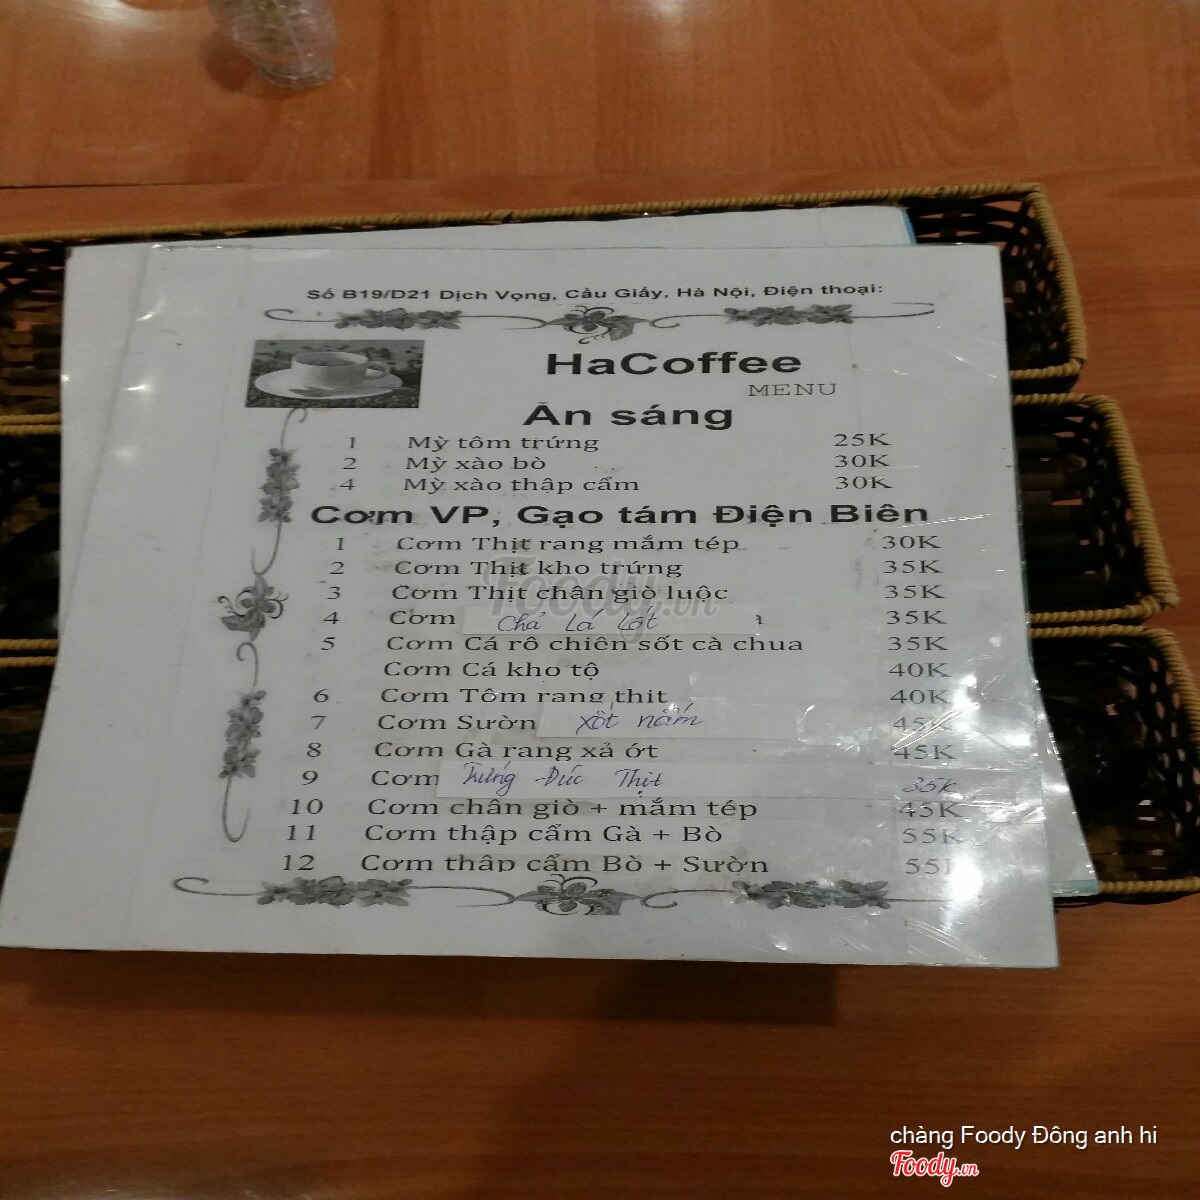 Số B19/D21 Dịch Vọng, Cầu Giấy, Hà Nội, Điện thoại:
HaCoffee
MENU
Ăn sáng
1 Mỳ tôm trứng 25K
2 Mỳ xào bò 30K
4 Mỳ xào thập cẩm 30K
Cơm VP, Gạo tám Điện Biên
1 Cơm Thịt rang mắm tép 30K
2 Cơm Thịt kho trứng 35K
3 Cơm Thịt chân giò luộc 35K
4 Cơm Chả Lá Lốt 35K
5 Cơm Cá rô chiên sốt cà chua 35K
Cơm Cá kho tộ 40K
6 Cơm Tôm rang thịt 40K
7 Cơm Sườn xốt nấm 45K
8 Cơm Gà rang xả ớt 45K
9 Cơm Trứng Đúc Thịt 35K
10 Cơm chân giò + mắm tép 45K
11 Cơm thập cẩm Gà + Bò 55K
12 Cơm thập cẩm Bò + Sườn 55K
Foody.vn
chàng Foody Đông anh hi
Foody.vn